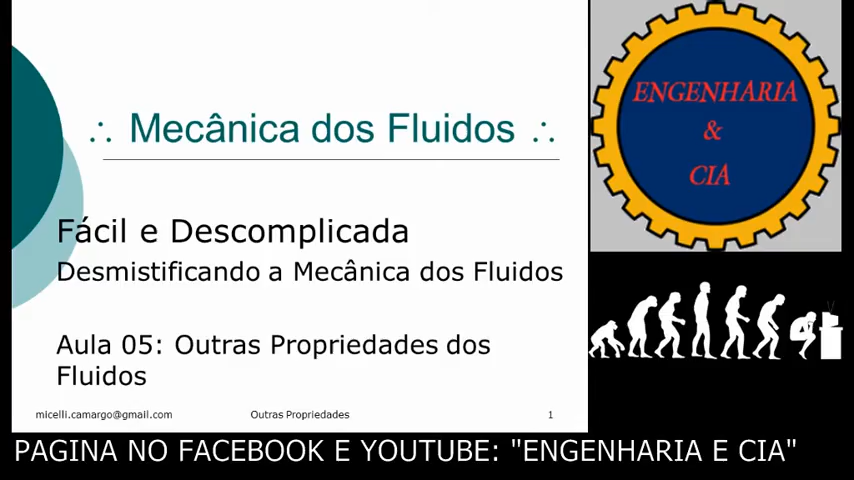 ∴ Mecânica dos Fluidos ∴
Fácil e Descomplicada
Desmistificando a Mecânica dos Fluidos
Aula 05: Outras Propriedades dos
Fluidos
micelli.camargo@gmail.com Outras Propriedades 1
ENGENHARIA
&
CIA
PAGINA NO FACEBOOK E YOUTUBE: "ENGENHARIA E CIA"